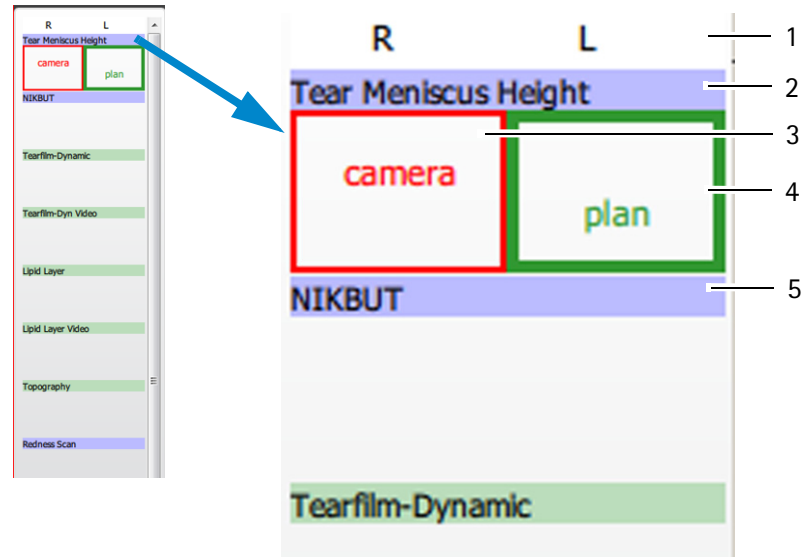 R L
Tear Meniscus Height
camera
plan
NIKBUT
Tearfilm-Dynamic
Tearfilm-Dyn Video
Lipid Layer
Lipid Layer Video
Topography
Redness Scan
R L 1
Tear Meniscus Height 2
3
camera
4
plan
NIKBUT 5
Tearfilm-Dynamic